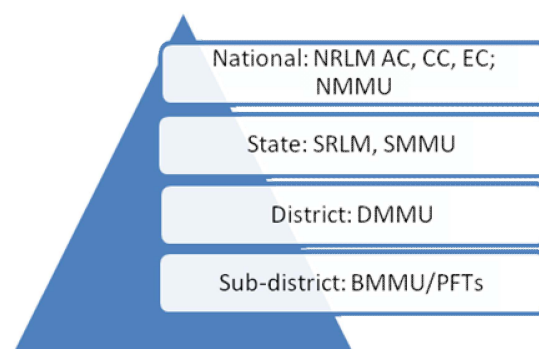 National: NRLM AC, CC, EC;
NMMU
State: SRLM, SMMU
District: DMMU
Sub-district: BMMU/PFTs